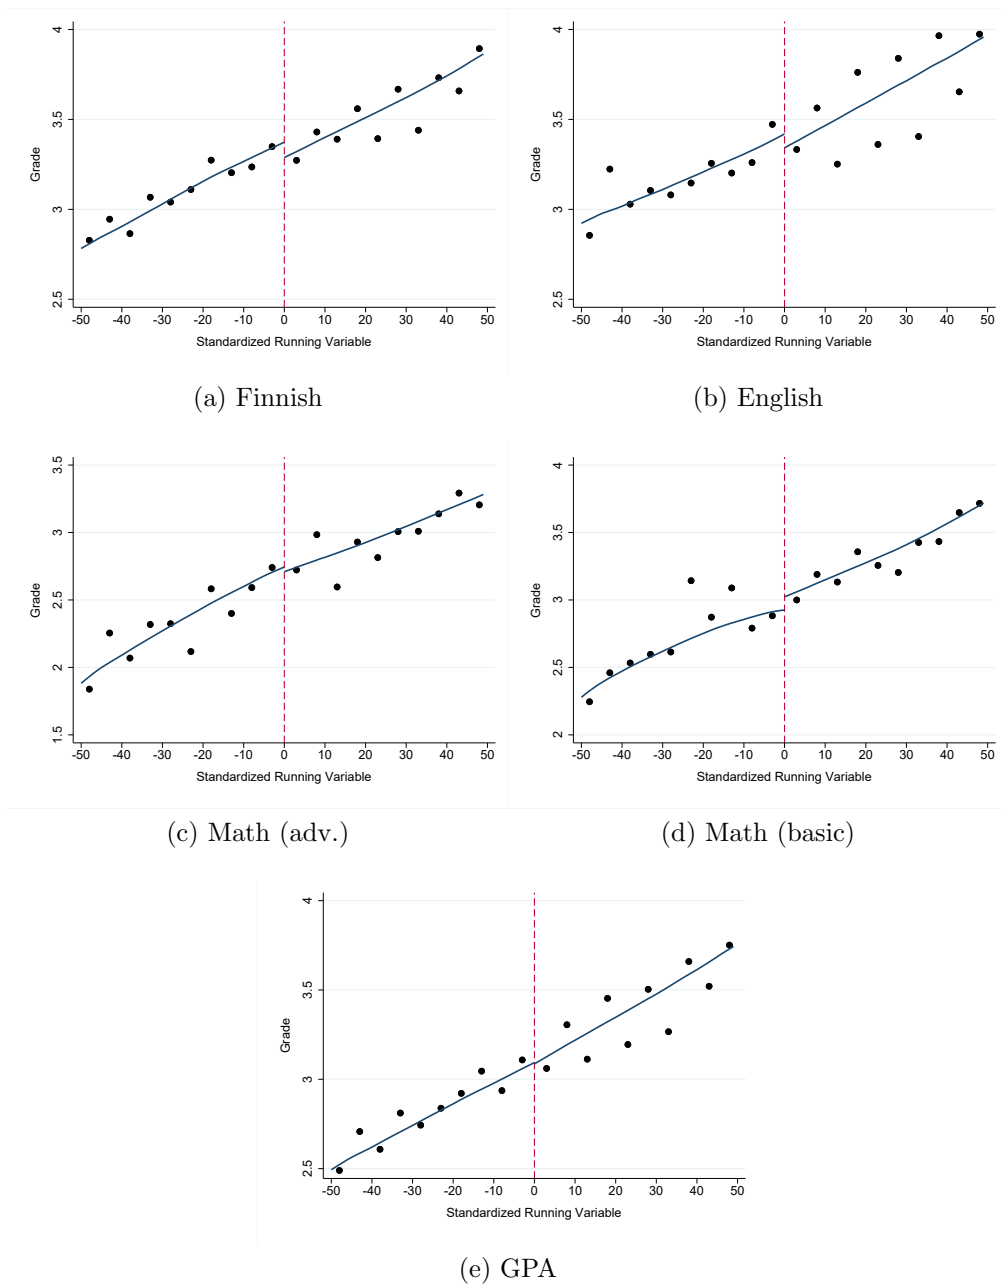 4
3.5
3
2.5
Grade
-50 -40 -30 -20 -10 0 10 20 30 40 50
Standardized Running Variable
(a) Finnish
4
3.5
3
2.5
Grade
-50 -40 -30 -20 -10 0 10 20 30 40 50
Standardized Running Variable
(b) English
3.5
3
2.5
2
1.5
Grade
-50 -40 -30 -20 -10 0 10 20 30 40 50
Standardized Running Variable
(c) Math (adv.)
4
3.5
3
2.5
2
Grade
-50 -40 -30 -20 -10 0 10 20 30 40 50
Standardized Running Variable
(d) Math (basic)
4
3.5
3
2.5
Grade
-50 -40 -30 -20 -10 0 10 20 30 40 50
Standardized Running Variable
(e) GPA